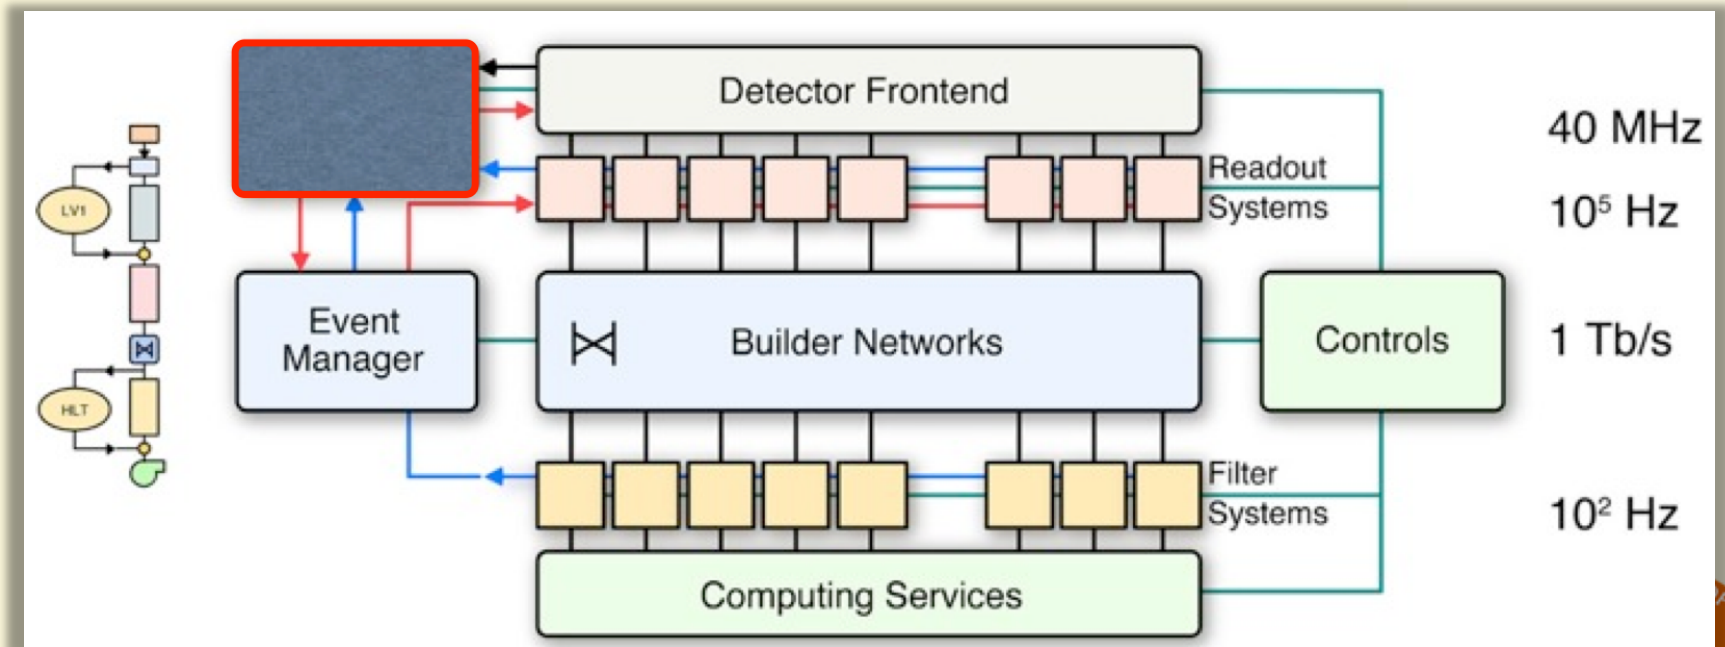 Detector Frontend
40 MHz
Readout
Systems
10⁵ Hz
LV1
Event
Manager
Builder Networks
Controls
1 Tb/s
HLT
Filter
Systems
10² Hz
Computing Services